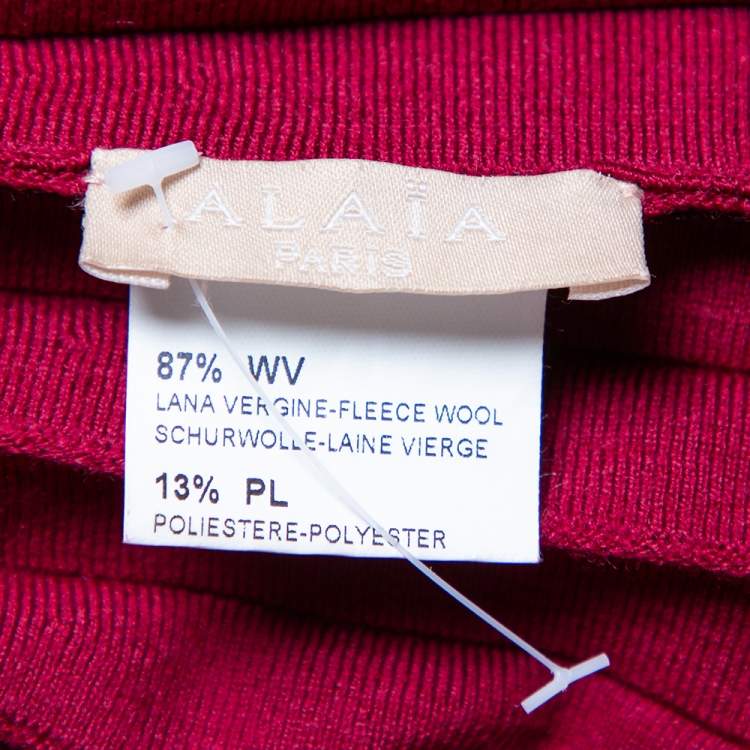 ALAÏA
PARIS
87% WV
LANA VERGINE-FLEECE WOOL
SCHURWOLLE-LAINE VIERGE
13% PL
POLIESTERE-POLYESTER